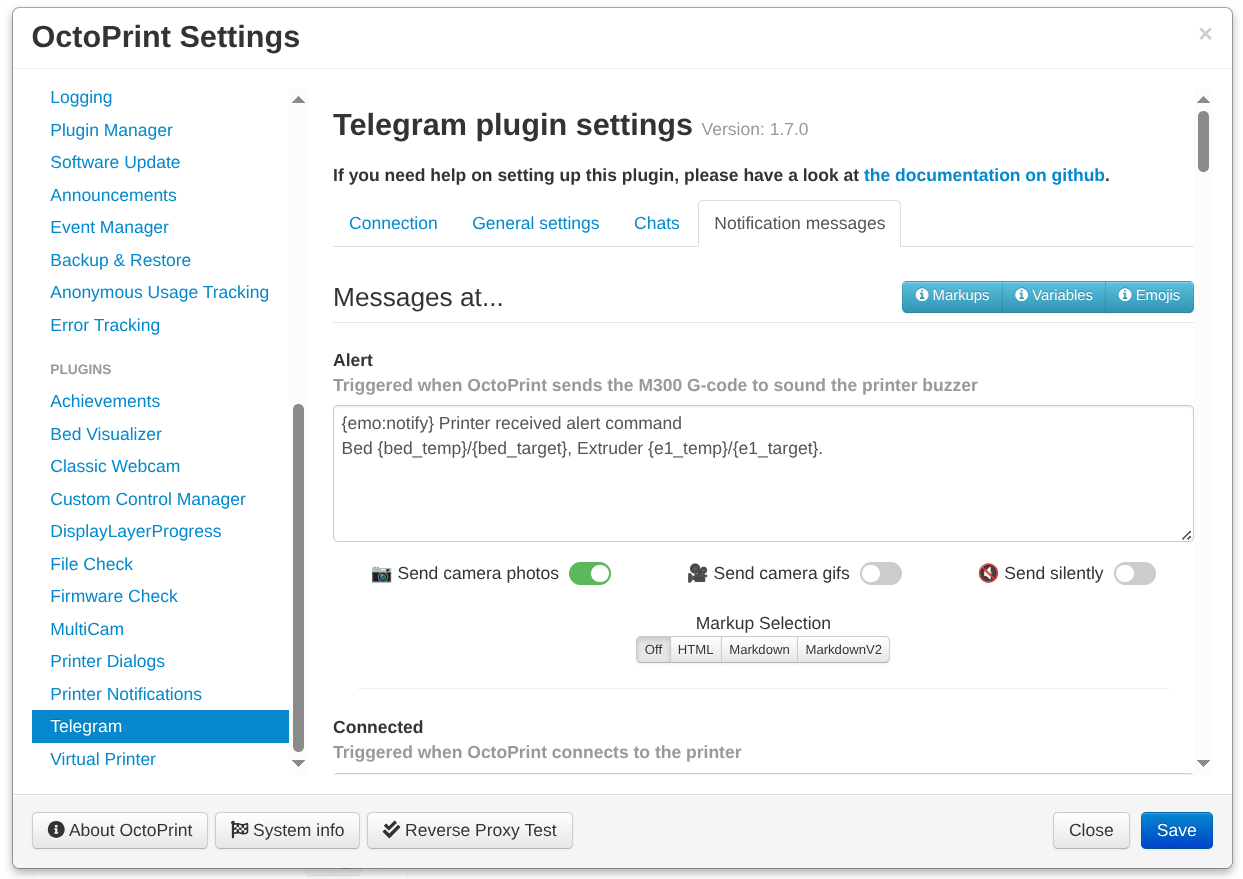 OctoPrint Settings
×
Logging
Plugin Manager
Software Update
Announcements
Event Manager
Backup & Restore
Anonymous Usage Tracking
Error Tracking
PLUGINS
Achievements
Bed Visualizer
Classic Webcam
Custom Control Manager
DisplayLayerProgress
File Check
Firmware Check
MultiCam
Printer Dialogs
Printer Notifications
Telegram
Virtual Printer
Telegram plugin settings Version: 1.7.0
If you need help on setting up this plugin, please have a look at the documentation on github.
Connection General settings Chats Notification messages
Messages at...
Markups Variables Emojis
Alert
Triggered when OctoPrint sends the M300 G-code to sound the printer buzzer
{emo:notify} Printer received alert command
Bed {bed_temp}/{bed_target}, Extruder {e1_temp}/{e1_target}.
📷 Send camera photos 🎥 Send camera gifs 🔇 Send silently
Markup Selection
Off HTML Markdown MarkdownV2
Connected
Triggered when OctoPrint connects to the printer
About OctoPrint System info Reverse Proxy Test Close Save